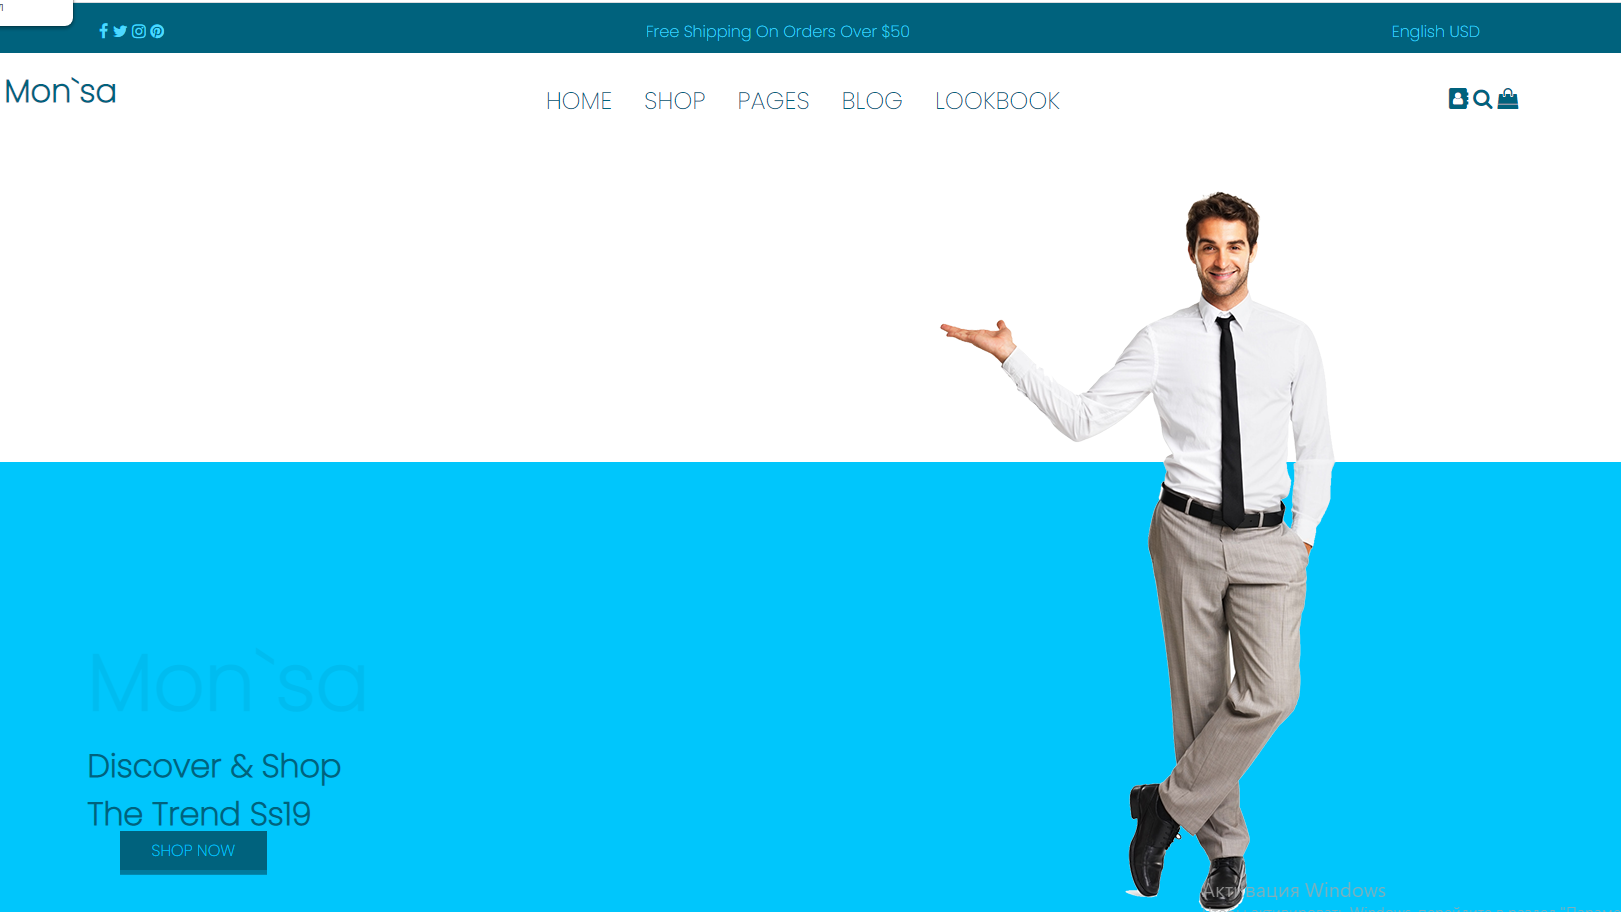 Free Shipping On Orders Over $50
English USD
Mon`sa
HOME SHOP PAGES BLOG LOOKBOOK
Mon`sa
Discover & Shop
The Trend Ss19
SHOP NOW
Активация Windows